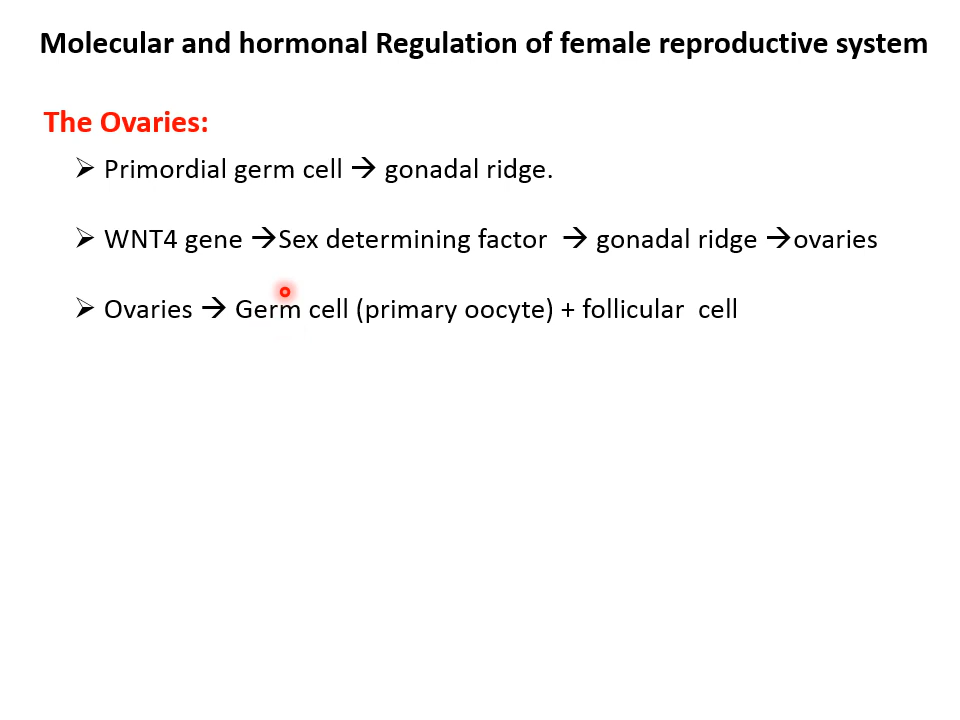 Molecular and hormonal Regulation of female reproductive system
The Ovaries:
➢ Primordial germ cell → gonadal ridge.
➢ WNT4 gene →Sex determining factor → gonadal ridge →ovaries
➢ Ovaries → Germ cell (primary oocyte) + follicular cell